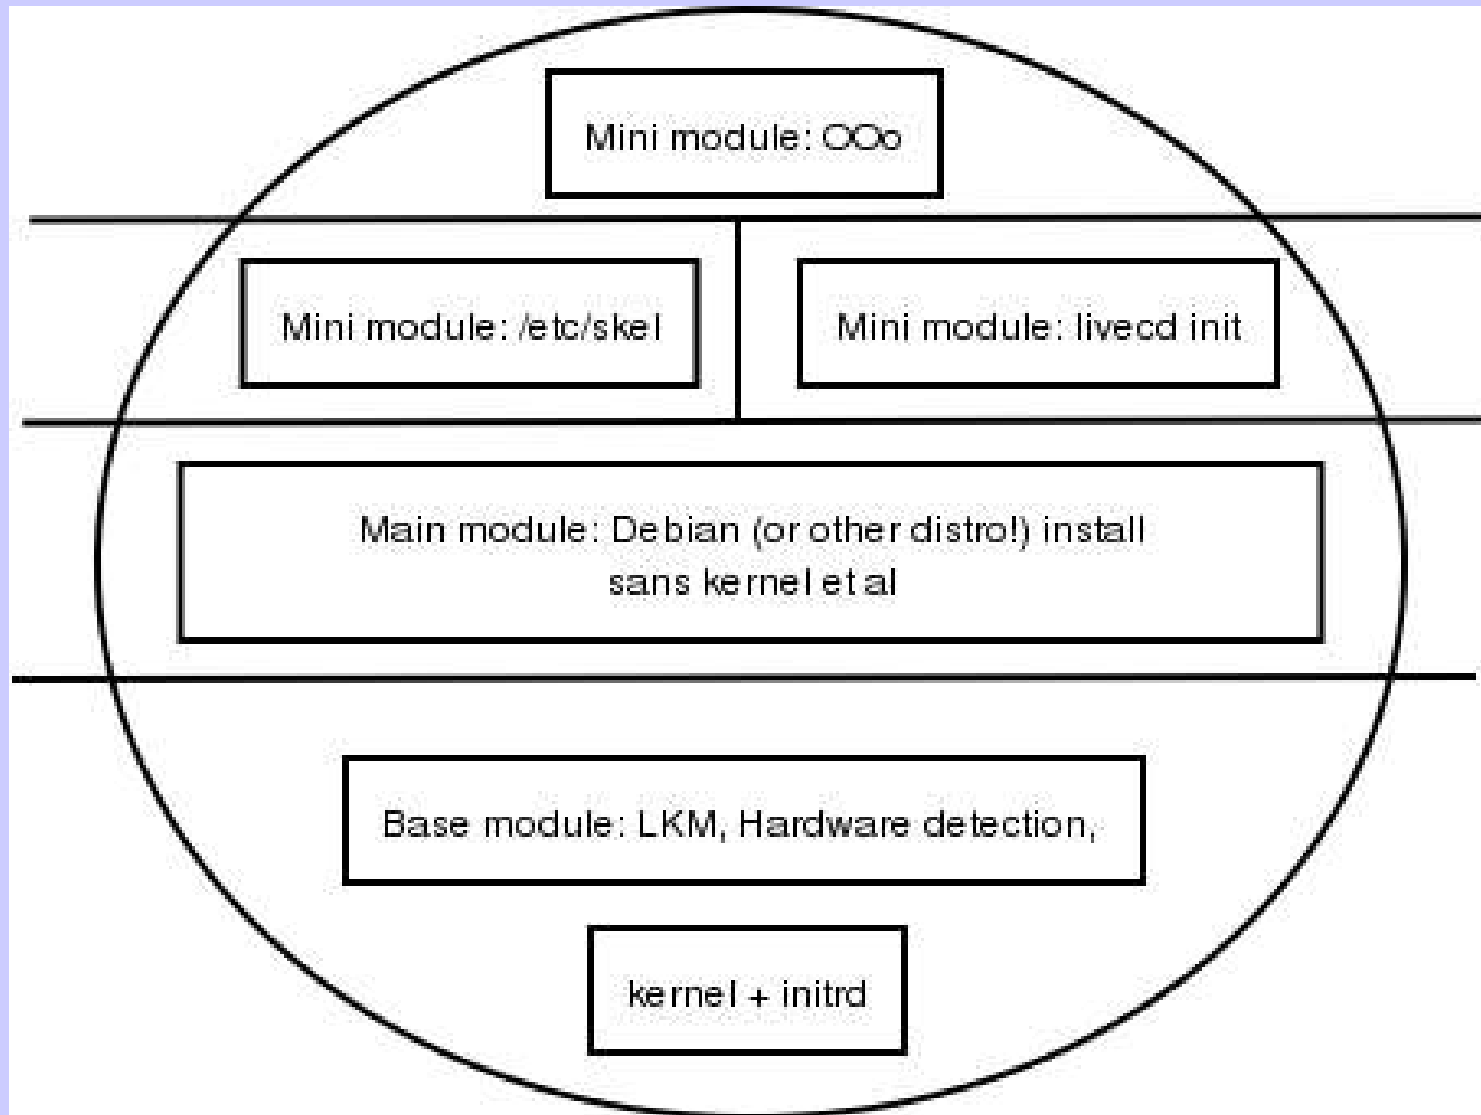 Mini module: OOo
Mini module: /etc/skel
Mini module: livecd init
Main module: Debian (or other distro!) install
sans kernel et al
Base module: LKM, Hardware detection,
kernel + initrd